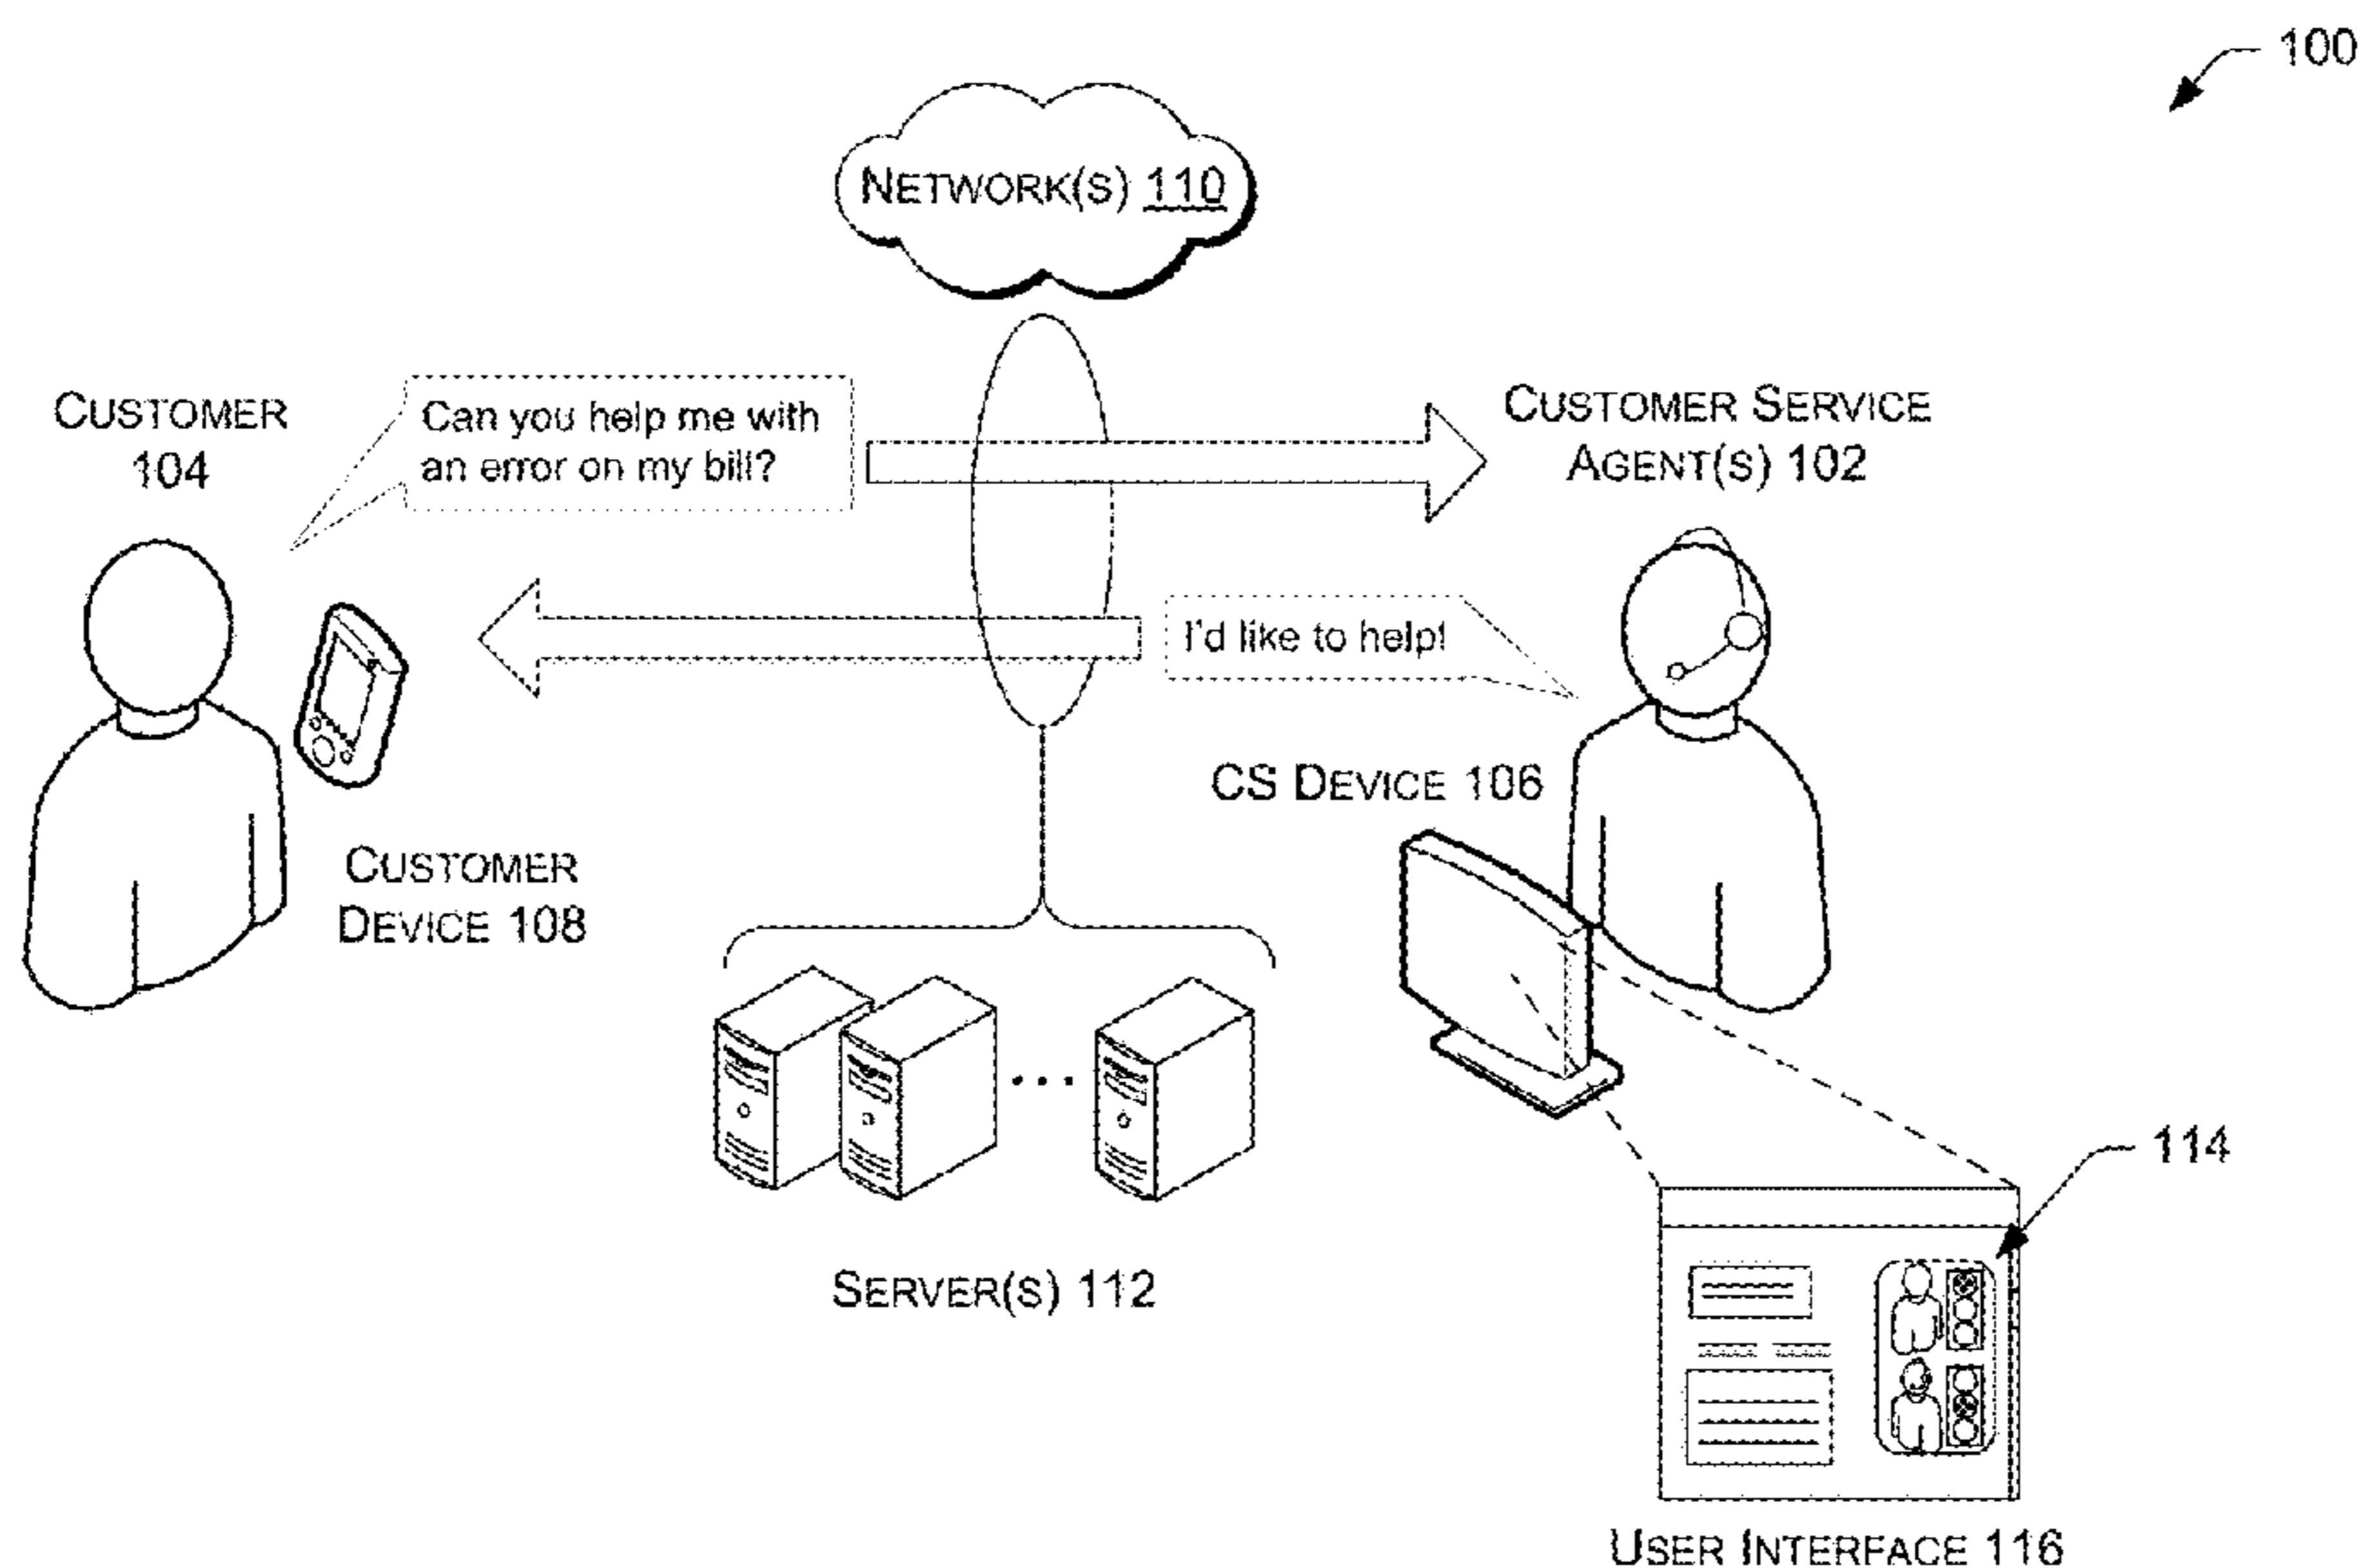 100
NETWORK(S) 110
CUSTOMER
104
Can you help me with
an error on my bill?
CUSTOMER SERVICE
AGENT(S) 102
I'd like to help!
CS DEVICE 106
CUSTOMER
DEVICE 108
114
SERVER(S) 112
USER INTERFACE 116